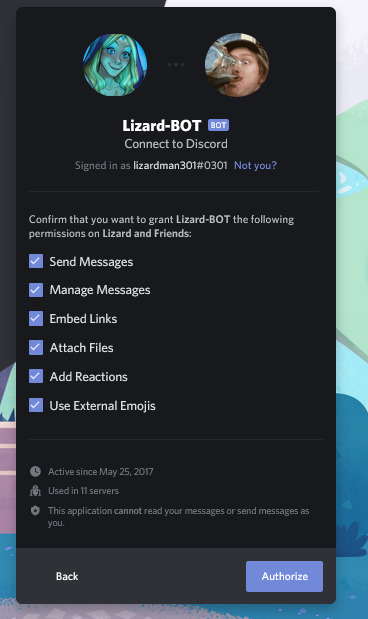 Lizard-BOT BOT
Connect to Discord
Signed in as lizardman301#0301 Not you?
Confirm that you want to grant Lizard-BOT the following
permissions on Lizard and Friends:
Send Messages
Manage Messages
Embed Links
Attach Files
Add Reactions
Use External Emojis
Active since May 25, 2017
Used in 11 servers
This application cannot read your messages or send messages as
you.
Back
Authorize